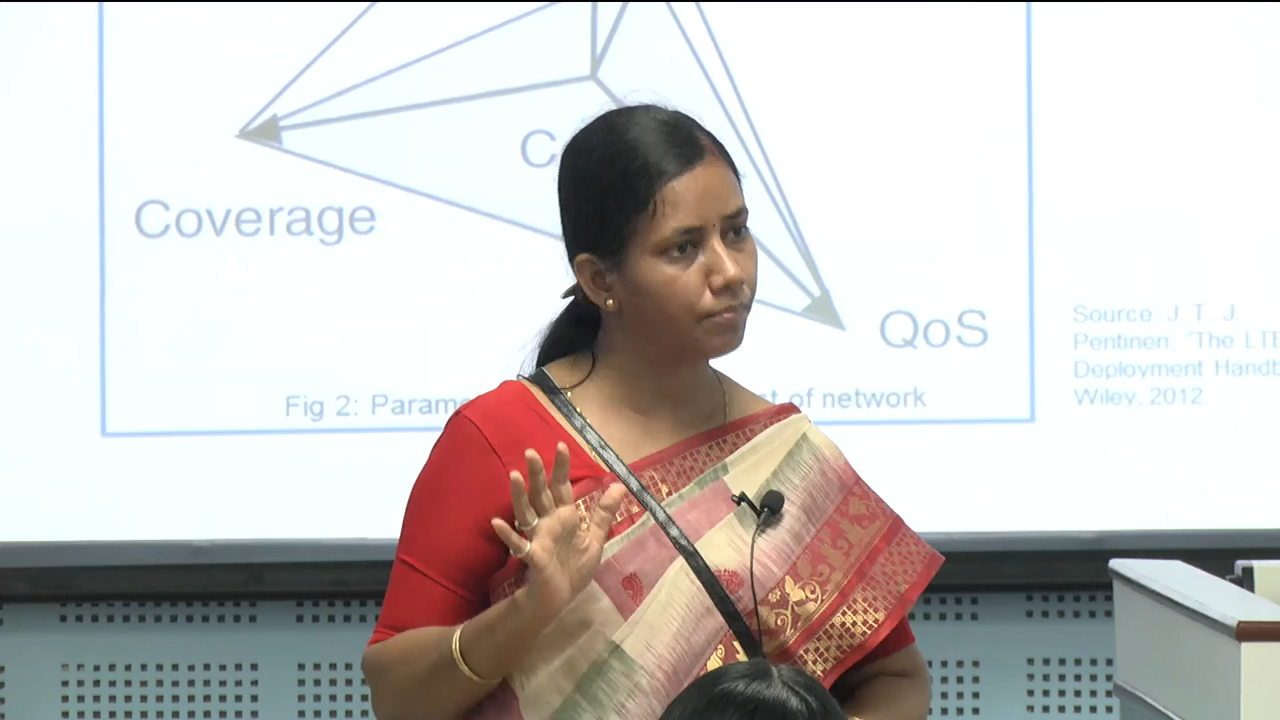 C
Coverage
QoS
Source J. T. J.
Pentinen, "The LTE
Deployment Handb
Wiley, 2012.
Fig 2: Parame t of network